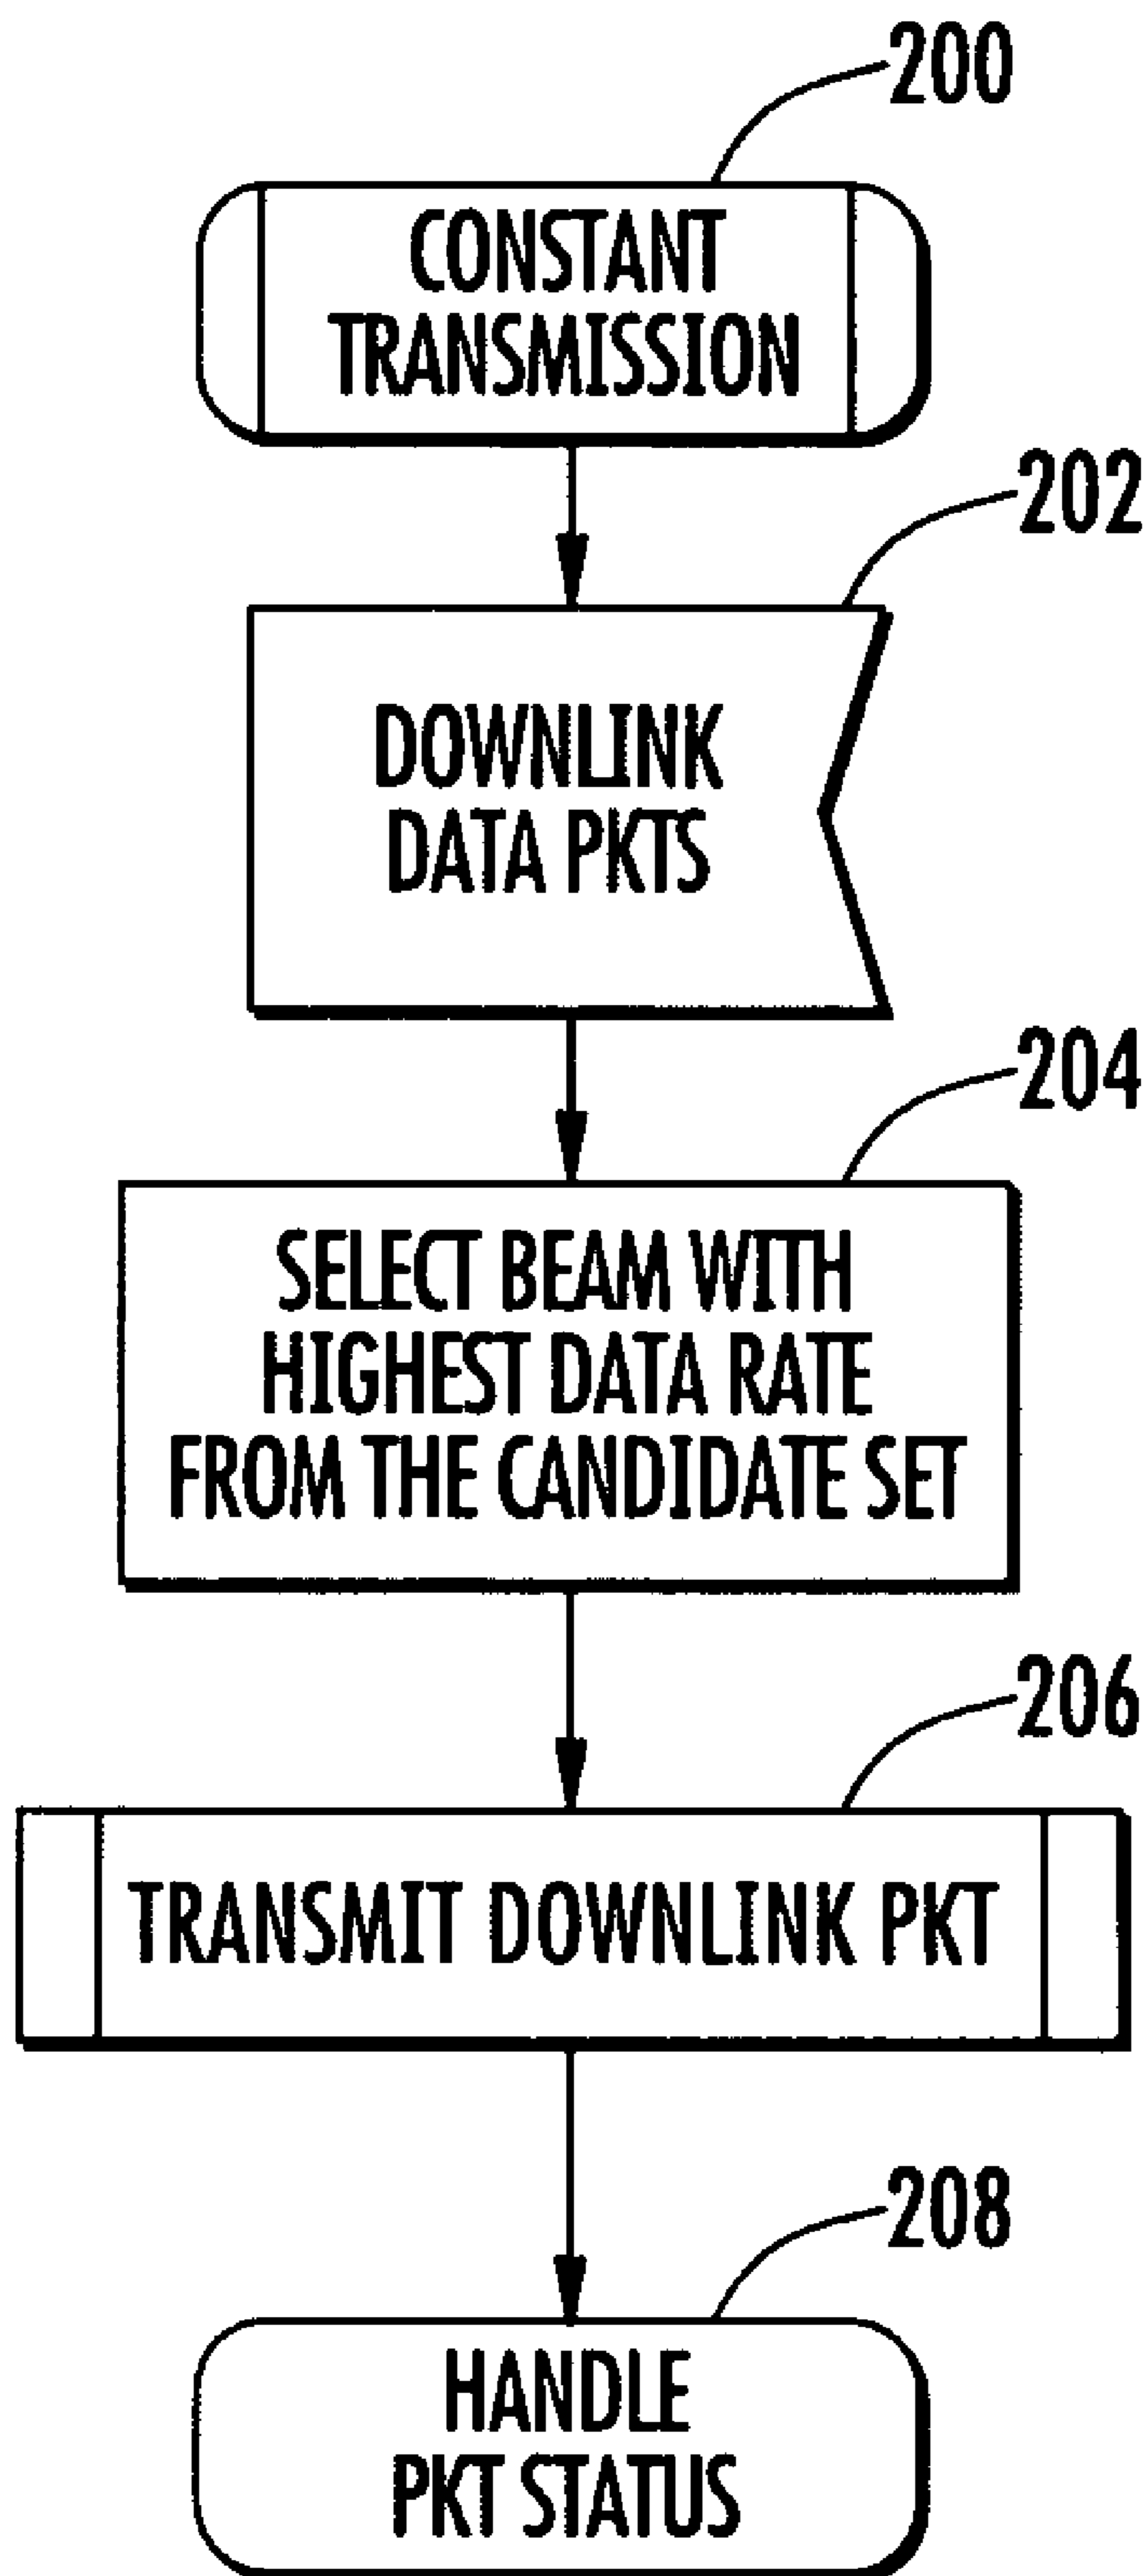 200
CONSTANT
TRANSMISSION
202
DOWNLINK
DATA PKTS
204
SELECT BEAM WITH
HIGHEST DATA RATE
FROM THE CANDIDATE SET
206
TRANSMIT DOWNLINK PKT
208
HANDLE
PKT STATUS